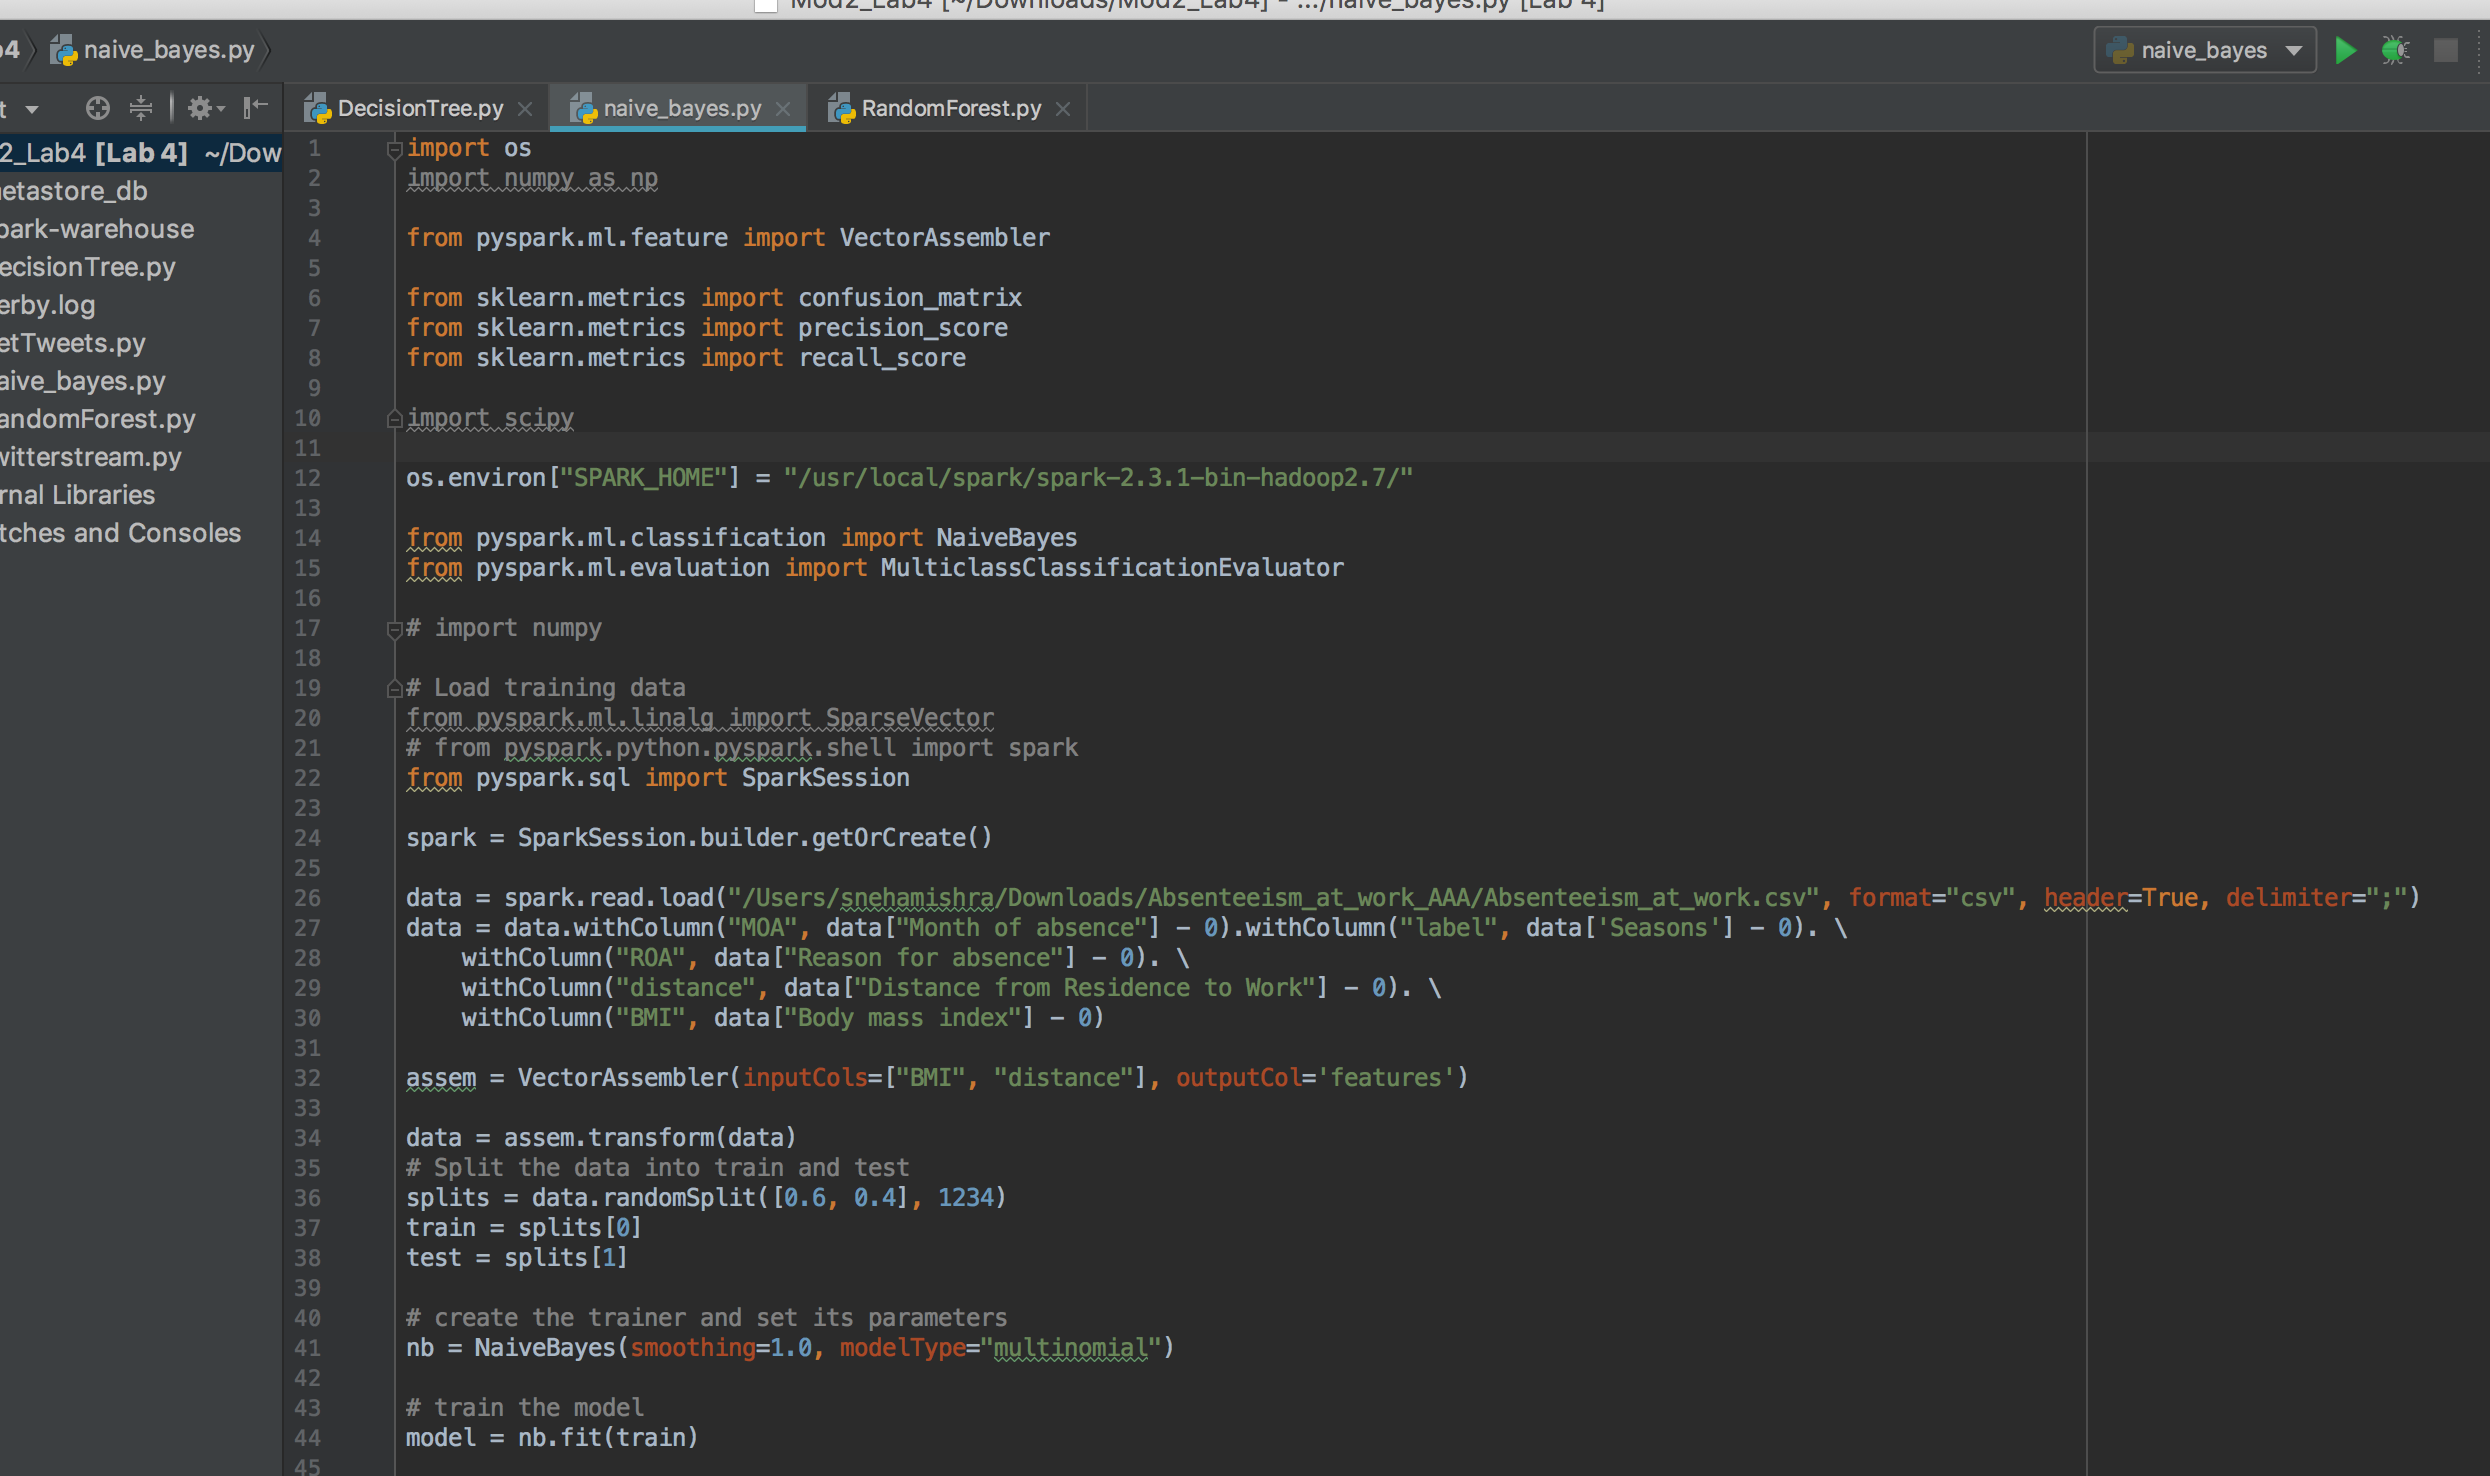 Mod2_Lab4 [~/Downloads/Mod2_Lab4] - .../naive_bayes.py [Lab 4]
b4 naive_bayes.py
naive_bayes
t
DecisionTree.py
naive_bayes.py
RandomForest.py
2_Lab4 [Lab 4] ~/Dow
etastore_db
park-warehouse
ecisionTree.py
erby.log
etTweets.py
aive_bayes.py
andomForest.py
witterstream.py
rnal Libraries
tches and Consoles
1 import os
2 import numpy as np
3
4 from pyspark.ml.feature import VectorAssembler
5
6 from sklearn.metrics import confusion_matrix
7 from sklearn.metrics import precision_score
8 from sklearn.metrics import recall_score
9
10 import scipy
11
12 os.environ["SPARK_HOME"] = "/usr/local/spark/spark-2.3.1-bin-hadoop2.7/"
13
14 from pyspark.ml.classification import NaiveBayes
15 from pyspark.ml.evaluation import MulticlassClassificationEvaluator
16
17 # import numpy
18
19 # Load training data
20 from pyspark.ml.linalg import SparseVector
21 # from pyspark.python.pyspark.shell import spark
22 from pyspark.sql import SparkSession
23
24 spark = SparkSession.builder.getOrCreate()
25
26 data = spark.read.load("/Users/snehamishra/Downloads/Absenteeism_at_work_AAA/Absenteeism_at_work.csv", format="csv", header=True, delimiter=";")
27 data = data.withColumn("MOA", data["Month of absence"] - 0).withColumn("label", data['Seasons'] - 0). \
28 withColumn("ROA", data["Reason for absence"] - 0). \
29 withColumn("distance", data["Distance from Residence to Work"] - 0). \
30 withColumn("BMI", data["Body mass index"] - 0)
31
32 assem = VectorAssembler(inputCols=["BMI", "distance"], outputCol='features')
33
34 data = assem.transform(data)
35 # Split the data into train and test
36 splits = data.randomSplit([0.6, 0.4], 1234)
37 train = splits[0]
38 test = splits[1]
39
40 # create the trainer and set its parameters
41 nb = NaiveBayes(smoothing=1.0, modelType="multinomial")
42
43 # train the model
44 model = nb.fit(train)
45